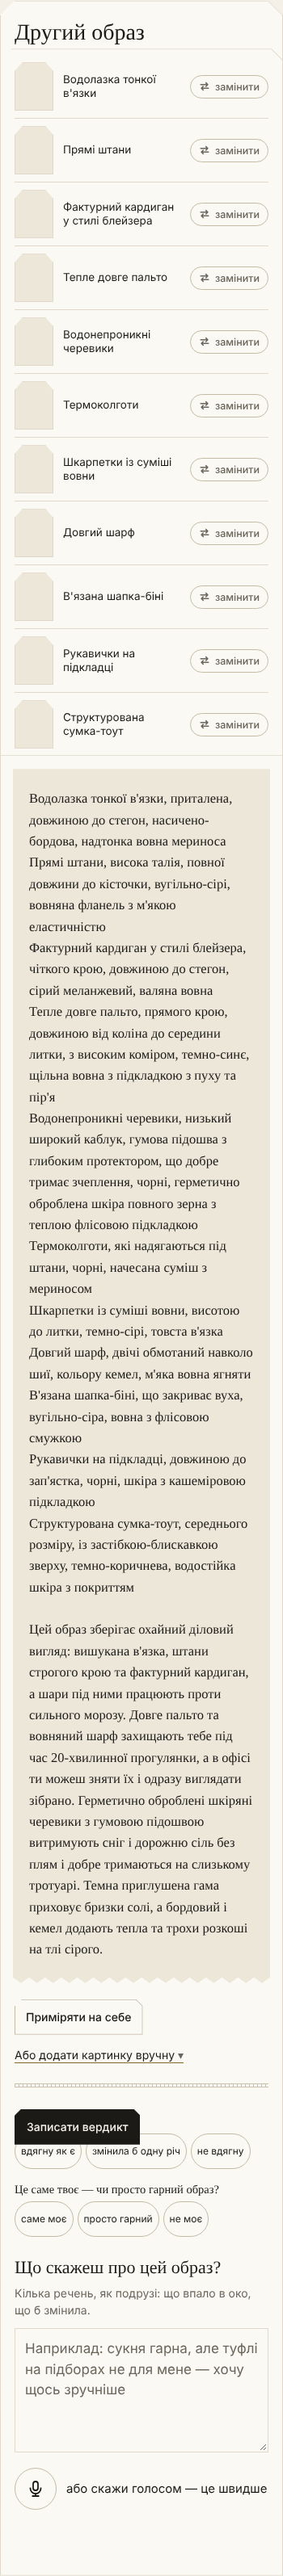 Другий образ
Водолазка тонкої
в'язки
замінити
Прямі штани
замінити
Фактурний кардиган
у стилі блейзера
замінити
Тепле довге пальто
замінити
Водонепроникні
черевики
замінити
Термоколготи
замінити
Шкарпетки із суміші
вовни
замінити
Довгий шарф
замінити
В'язана шапка-біні
замінити
Рукавички на
підкладці
замінити
Структурована
сумка-тоут
замінити
Водолазка тонкої в'язки, приталена,
довжиною до стегон, насичено-
бордова, надтонка вовна мериноса
Прямі штани, висока талія, повної
довжини до кісточки, вугільно-сірі,
вовняна фланель з м'якою
еластичністю
Фактурний кардиган у стилі блейзера,
чіткого крою, довжиною до стегон,
сірий меланжевий, валяна вовна
Тепле довге пальто, прямого крою,
довжиною від коліна до середини
литки, з високим коміром, темно-синє,
щільна вовна з підкладкою з пуху та
пір'я
Водонепроникні черевики, низький
широкий каблук, гумова підошва з
глибоким протектором, що добре
тримає зчеплення, чорні, герметично
оброблена шкіра повного зерна з
теплою флісовою підкладкою
Термоколготи, які надягаються під
штани, чорні, начесана суміш з
мериносом
Шкарпетки із суміші вовни, висотою
до литки, темно-сірі, товста в'язка
Довгий шарф, двічі обмотаний навколо
шиї, кольору кемел, м'яка вовна ягняти
В'язана шапка-біні, що закриває вуха,
вугільно-сіра, вовна з флісовою
смужкою
Рукавички на підкладці, довжиною до
зап'ястка, чорні, шкіра з кашеміровою
підкладкою
Структурована сумка-тоут, середнього
розміру, із застібкою-блискавкою
зверху, темно-коричнева, водостійка
шкіра з покриттям
Цей образ зберігає охайний діловий
вигляд: вишукана в'язка, штани
строгого крою та фактурний кардиган,
а шари під ними працюють проти
сильного морозу. Довге пальто та
вовняний шарф захищають тебе під
час 20-хвилинної прогулянки, а в офісі
ти можеш зняти їх і одразу виглядати
зібрано. Герметично оброблені шкіряні
черевики з гумовою підошвою
витримують сніг і дорожню сіль без
плям і добре тримаються на слизькому
тротуарі. Темна приглушена гама
приховує бризки солі, а бордовий і
кемел додають тепла та трохи розкоші
на тлі сірого.
Приміряти на себе
Або додати картинку вручну ▾
Записати вердикт
вдягну як є
змінила б одну річ
не вдягну
Це саме твоє — чи просто гарний образ?
саме моє
просто гарний
не моє
Що скажеш про цей образ?
Кілька речень, як подрузі: що впало в око,
що б змінила.
Наприклад: сукня гарна, але туфлі
на підборах не для мене — хочу
щось зручніше
або скажи голосом — це швидше